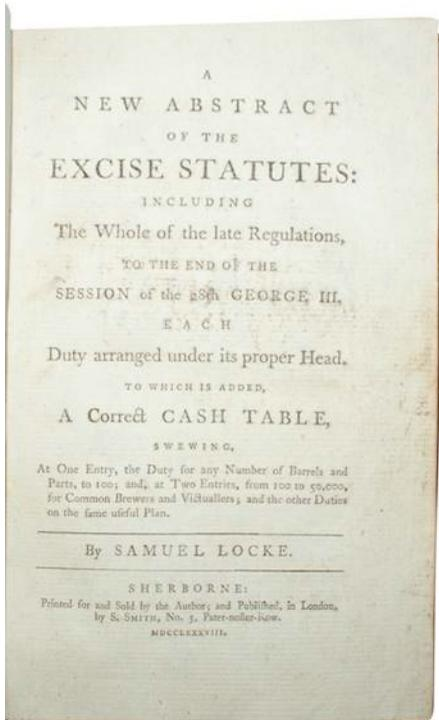 A
NEW ABSTRACT
OF THE
EXCISE STATUTES:
INCLUDING
The Whole of the late Regulations,
TO THE END OF THE
SESSION of the 28th GEORGE III.
EACH
Duty arranged under its proper Head.
TO WHICH IS ADDED,
A Correct CASH TABLE,
SWEWING,
At One Entry, the Duty for any Number of Barrels and
Parts, to 100; and, at Two Entries, from 100 to 50,000,
for Common Brewers and Victuallers; and the other Duties
on the ſame uſeful Plan.
By SAMUEL LOCKE.
SHERBORNE:
Printed for and Sold by the Author; and Publiſhed, in London,
by S. SMITH, No. 5, Pater-noſter-Row.
MDCCLXXXVIII.